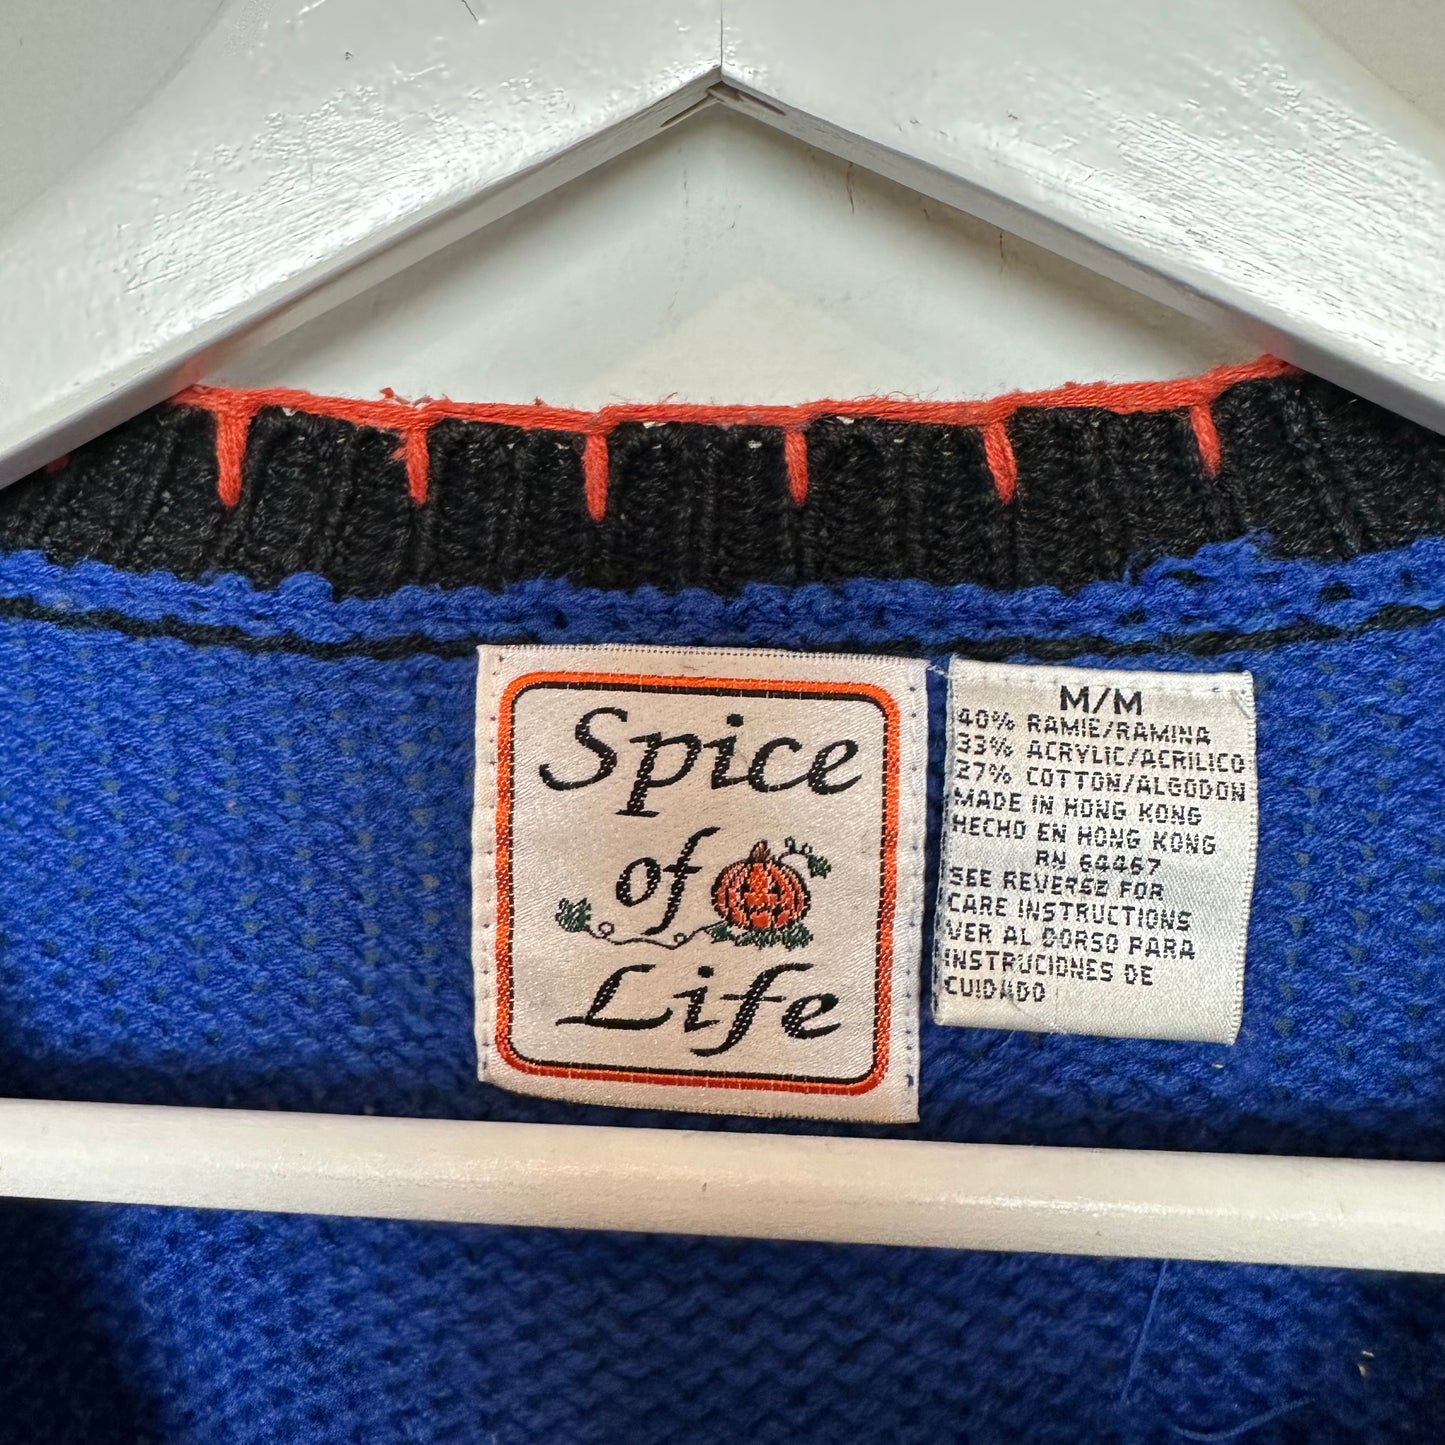 Spice
of
Life
M/M
40% RAMIE/RAMINA
33% ACRYLIC/ACRILICO
27% COTTON/ALGODON
MADE IN HONG KONG
HECHO EN HONG KONG
RN 64467
SEE REVERSE FOR
CARE INSTRUCTIONS
VER AL DORSO PARA
INSTRUCIONES DE
CUIDADO